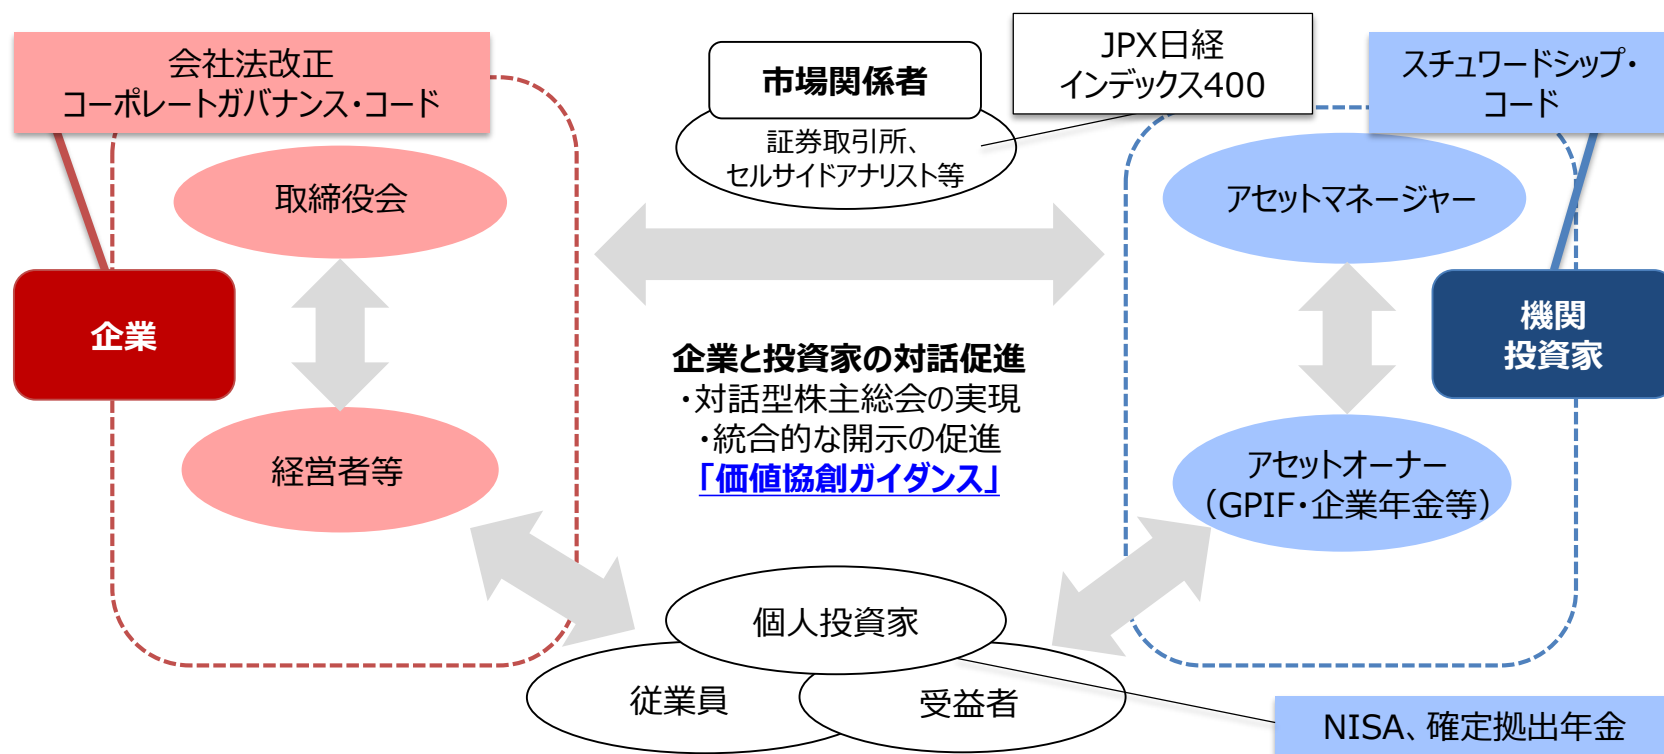 会社法改正
コーポレートガバナンス・コード
市場関係者
証券取引所、
セルサイドアナリスト等
JPX日経
インデックス400
スチュワードシップ・
コード
取締役会
アセットマネージャー
企業
機関
投資家
企業と投資家の対話促進
・対話型株主総会の実現
・統合的な開示の促進
「価値協創ガイダンス」
経営者等
アセットオーナー
（GPIF・企業年金等）
個人投資家
従業員
受益者
NISA、確定拠出年金